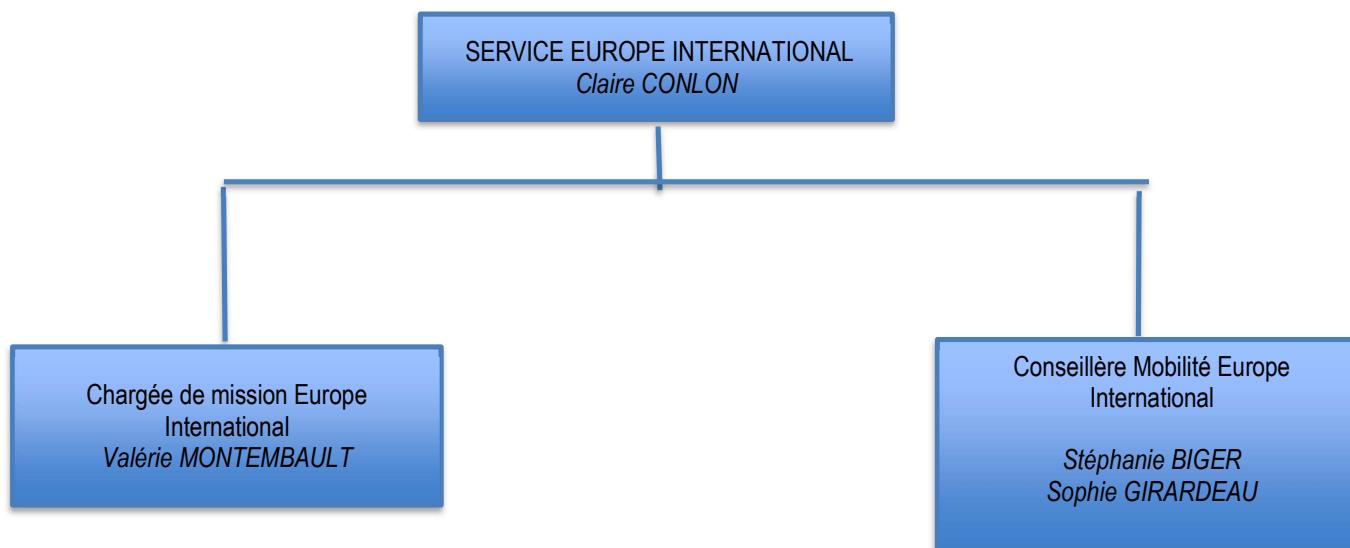 SERVICE EUROPE INTERNATIONAL
Claire CONLON
Chargée de mission Europe
International
Valérie MONTEMBAULT
Conseillère Mobilité Europe
International
Stéphanie BIGER
Sophie GIRARDEAU